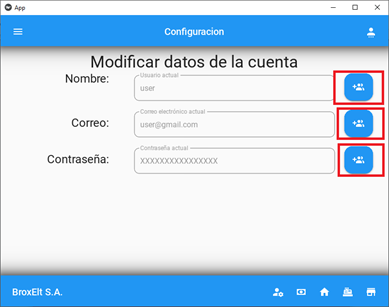 App
Configuracion
Modificar datos de la cuenta
Nombre:
Usuario actual
user
Correo:
Correo electrónico actual
user@gmail.com
Contraseña:
Contraseña actual
XXXXXXXXXXXXXXXX
BroxElt S.A.